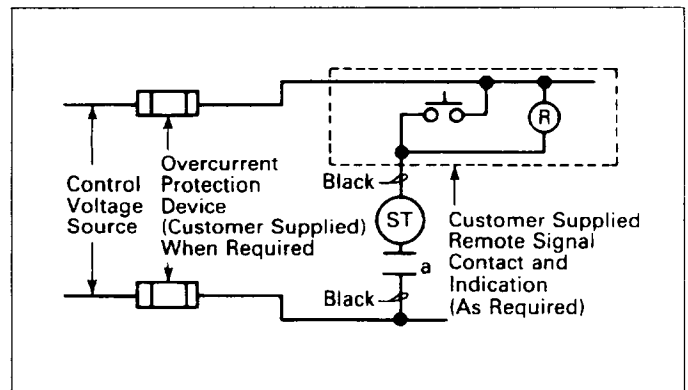 R
Control
Voltage
Source
Overcurrent
Protection
Device
(Customer Supplied)
When Required
Black
ST
a
Black
Customer Supplied
Remote Signal
Contact and
Indication
(As Required)